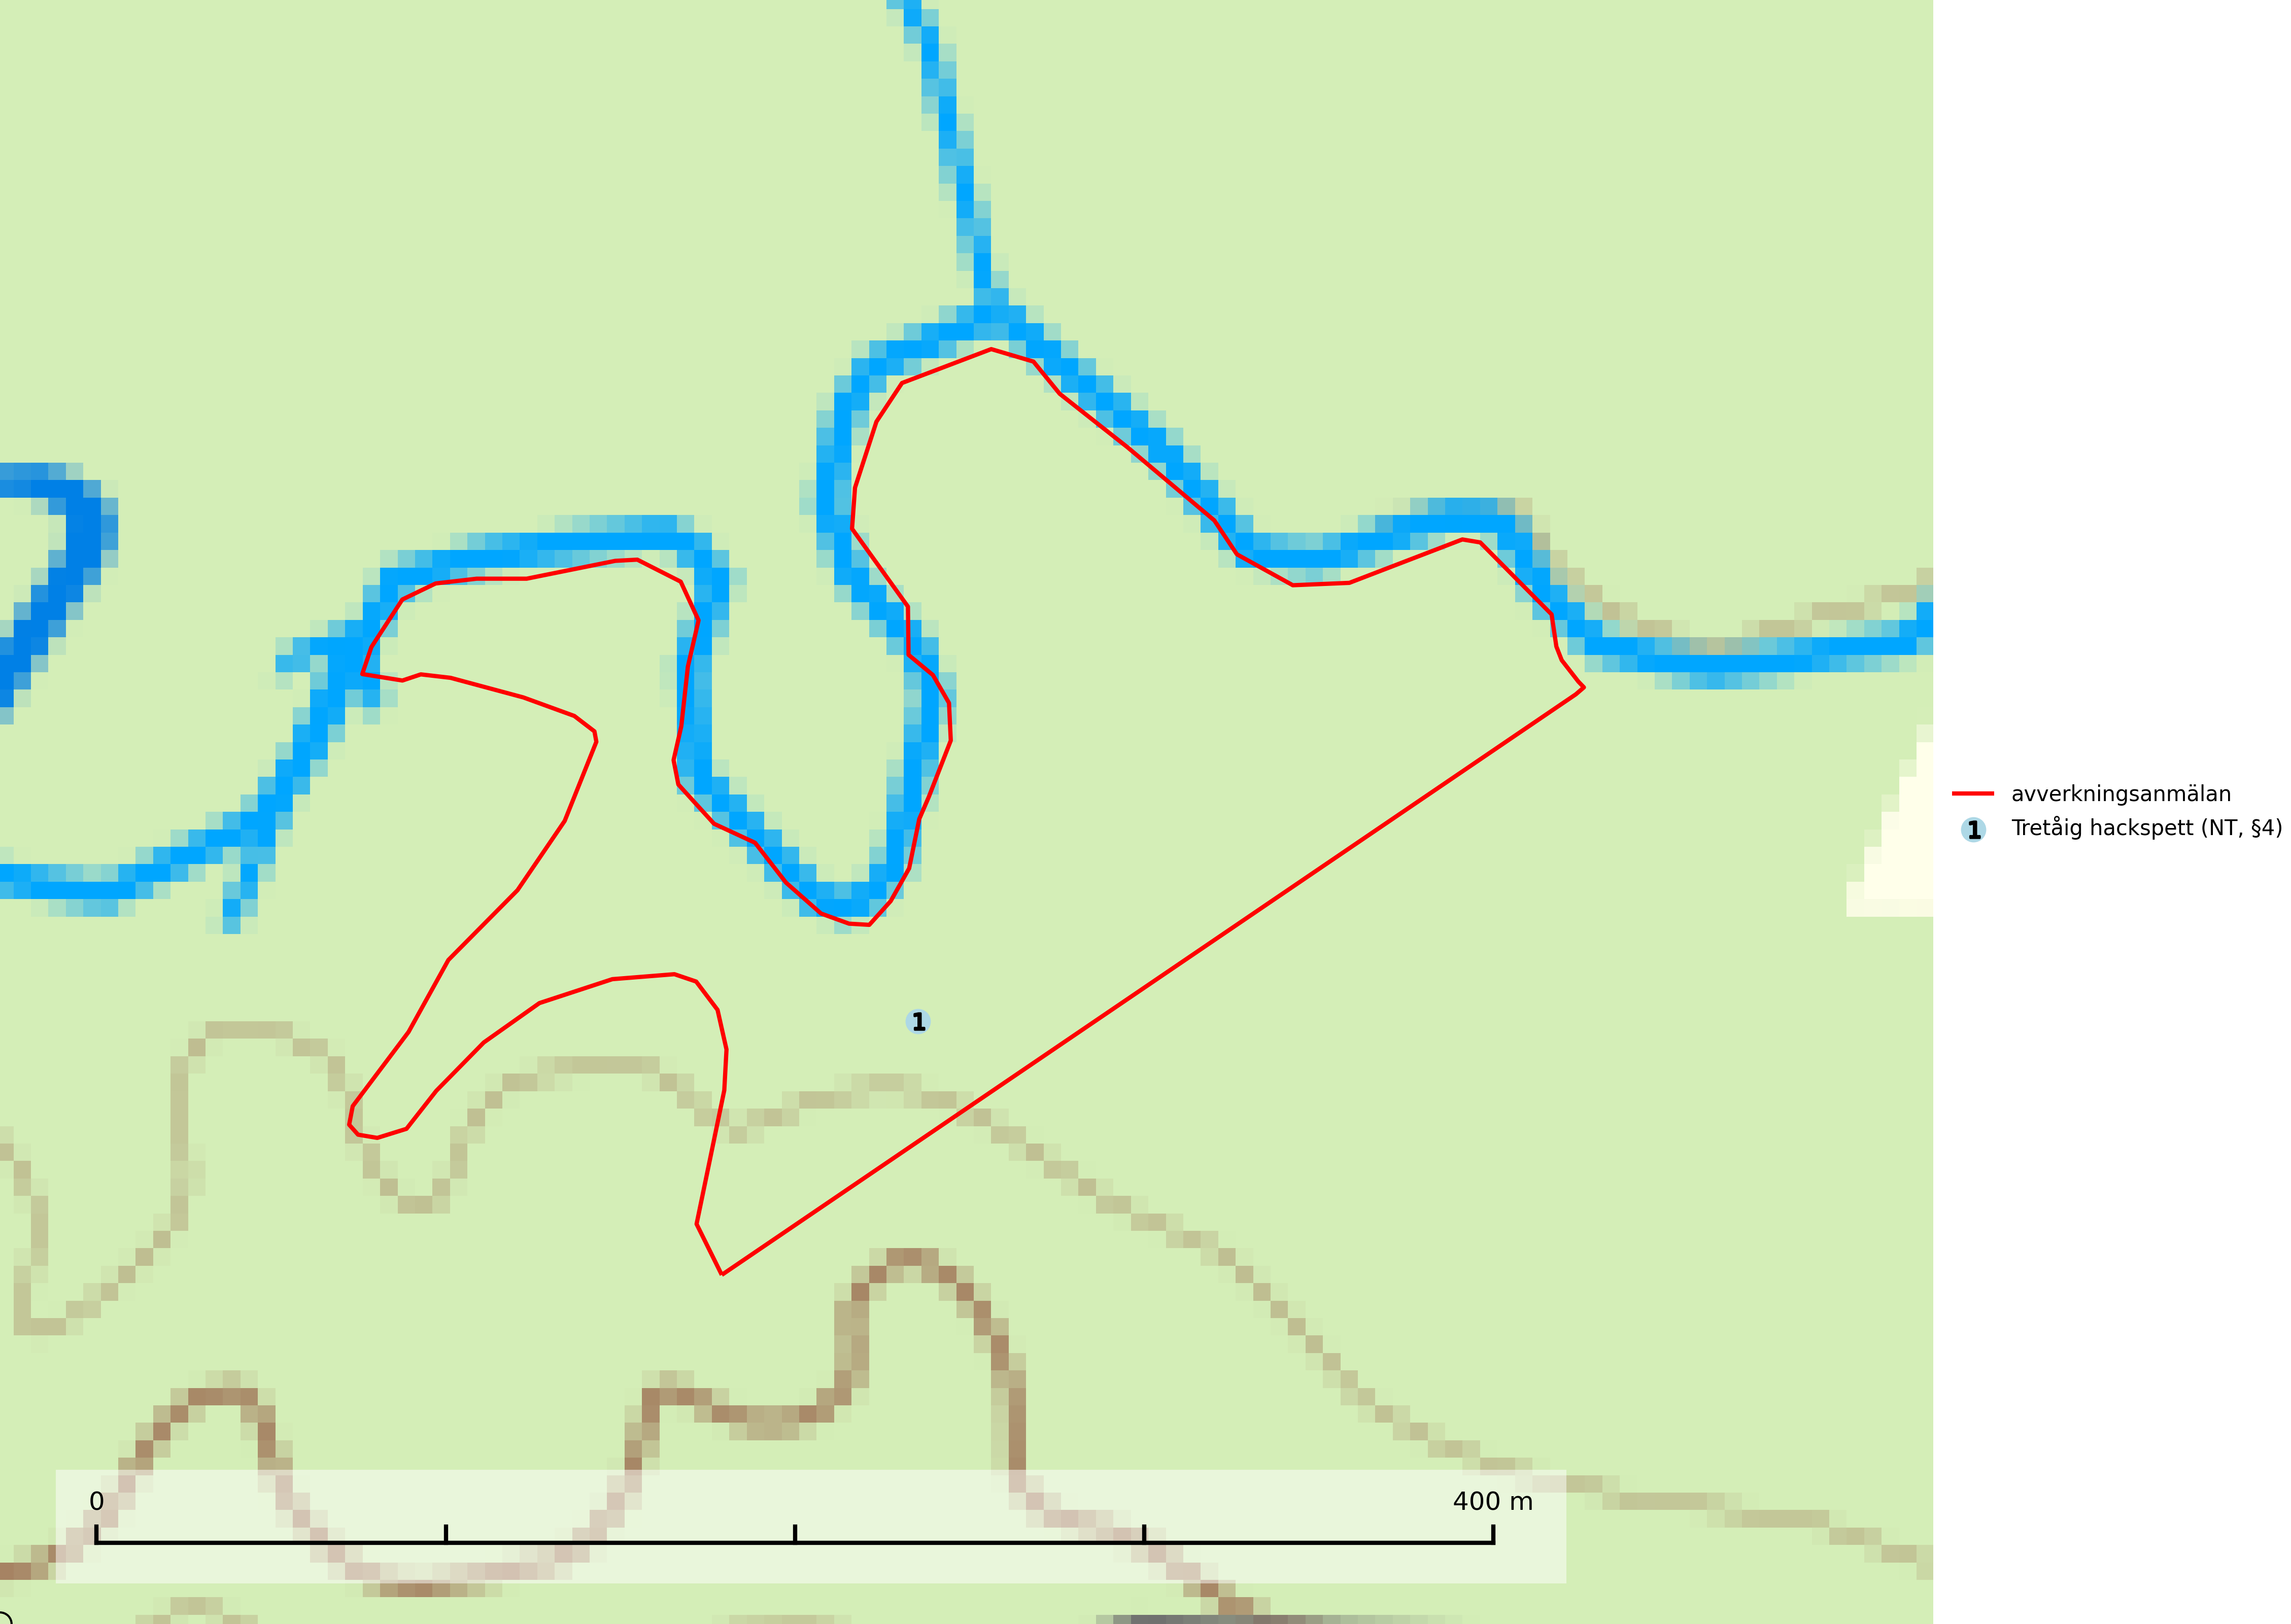 1
avverkningsanmälan
1 Tretåig hackspett (NT, §4)
0 400 m